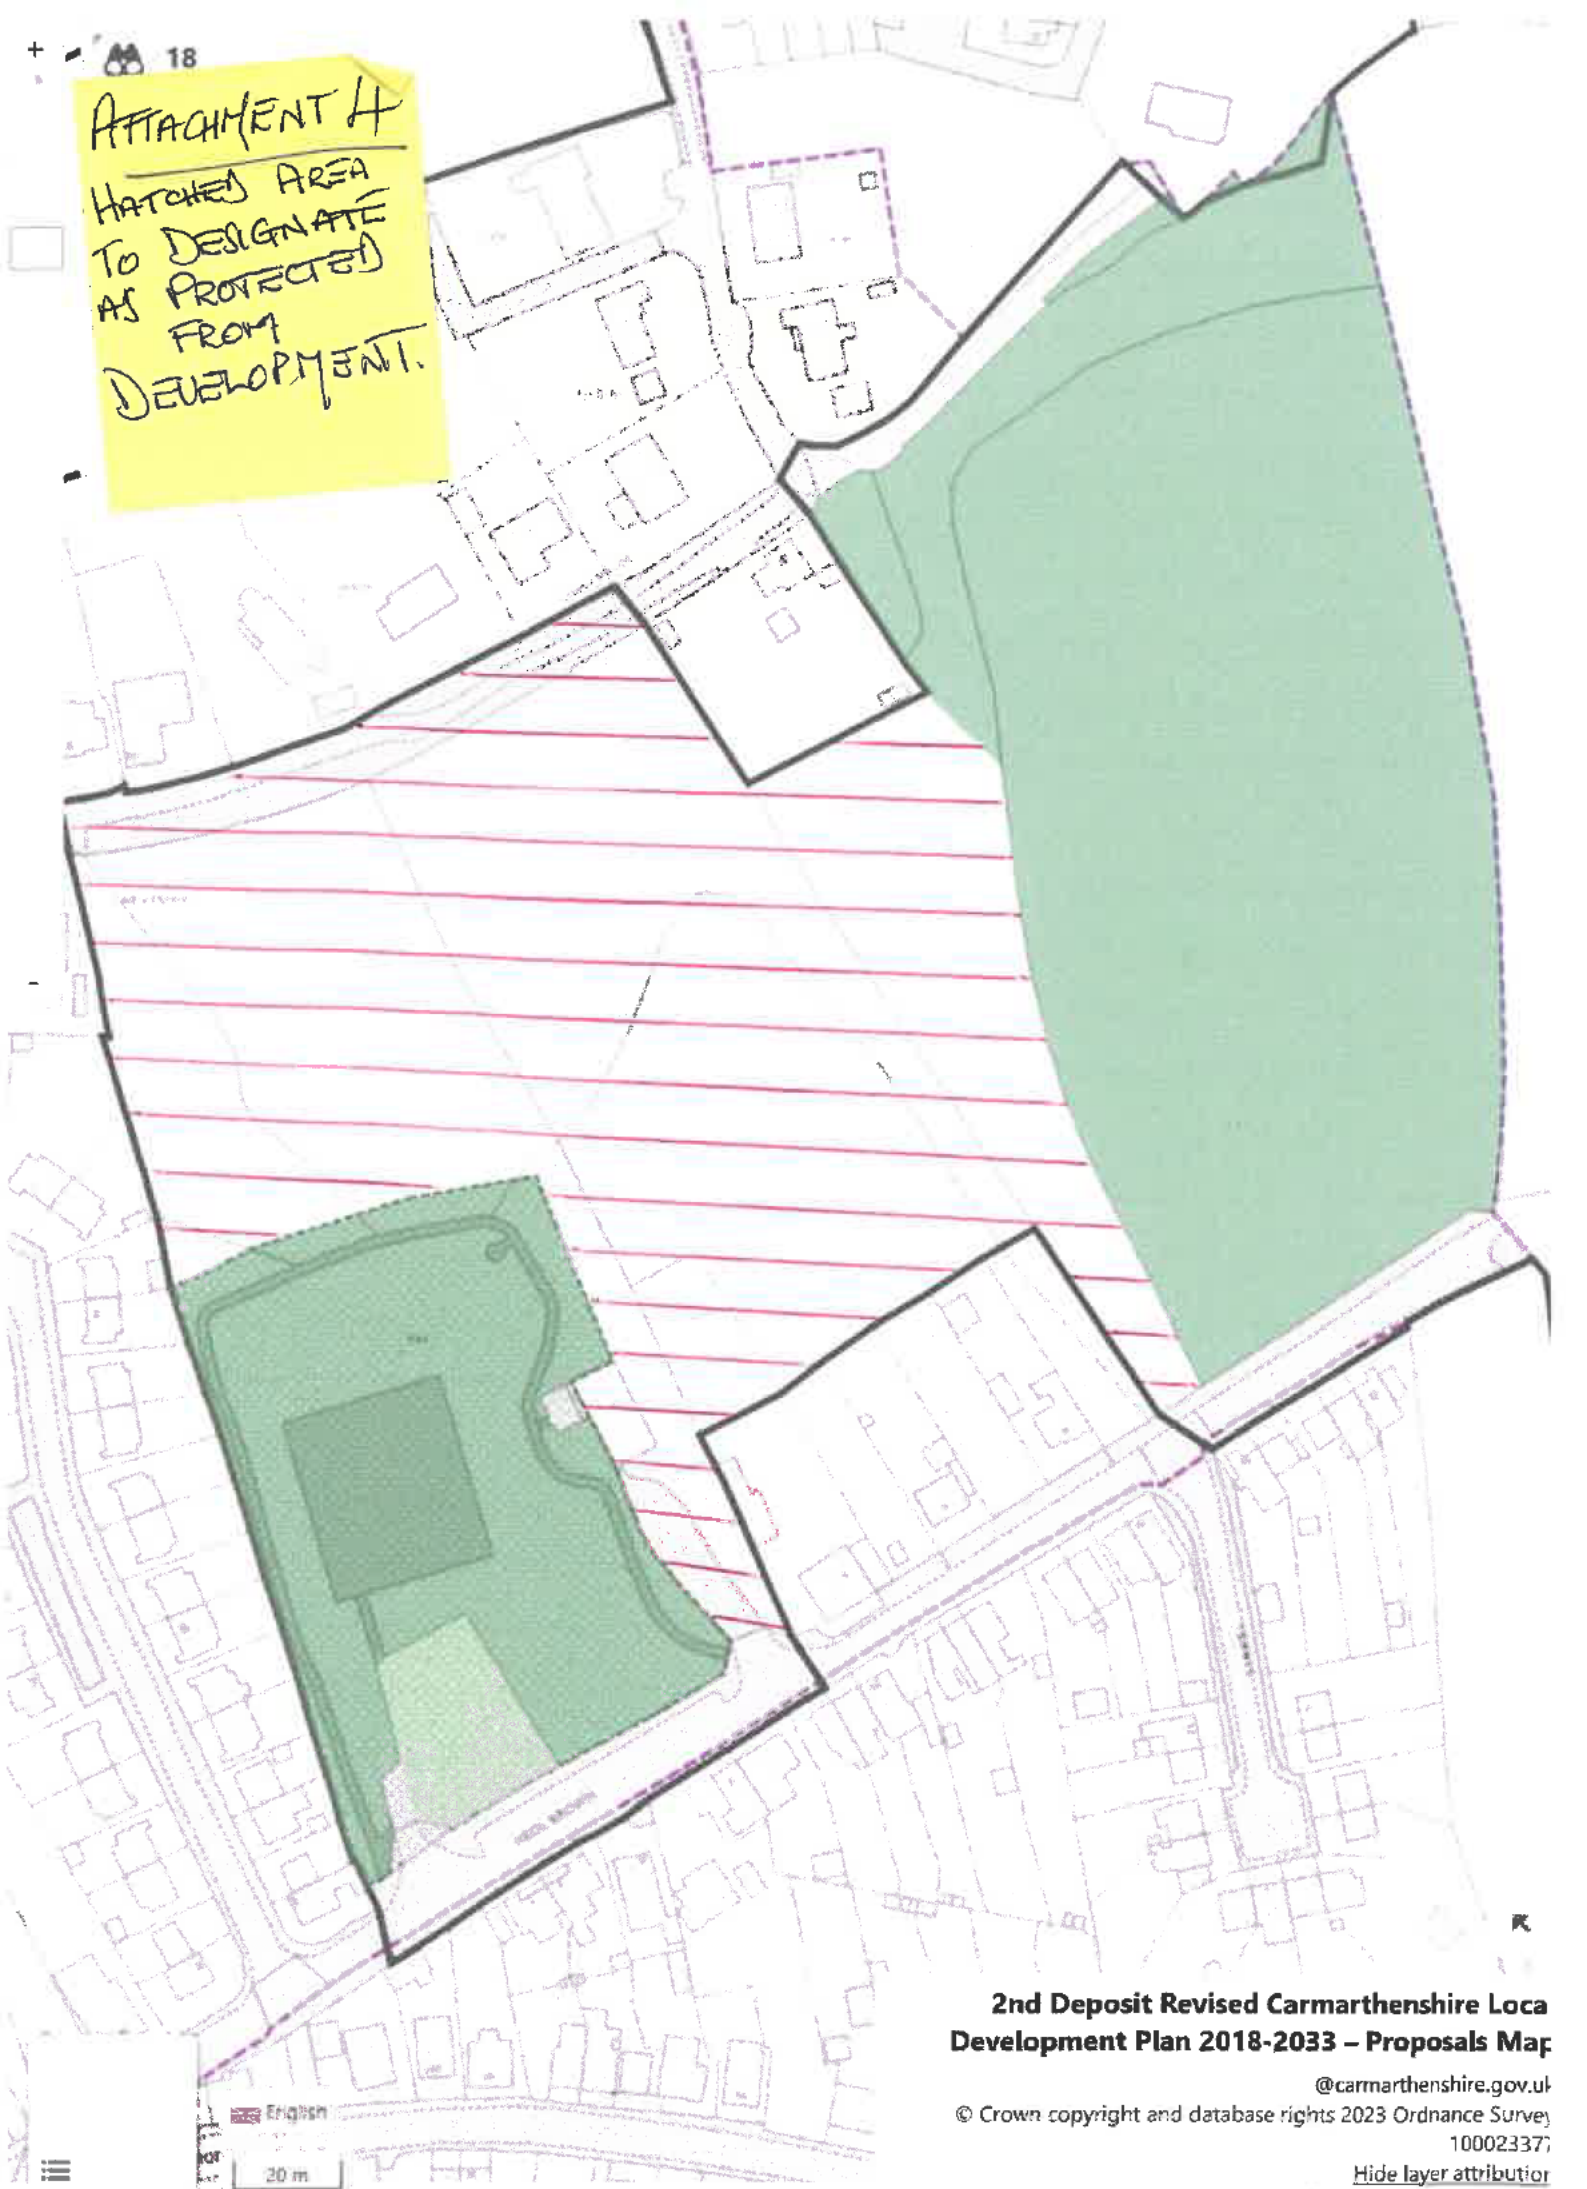 18
ATTACHMENT 4
HATCHED AREA
TO DESIGNATE
AS PROTECTED
FROM
DEVELOPMENT.
2nd Deposit Revised Carmarthenshire Loca
Development Plan 2018-2033 – Proposals Map
@carmarthenshire.gov.uk
© Crown copyright and database rights 2023 Ordnance Survey
100023377
Hide layer attribution
English
20 m